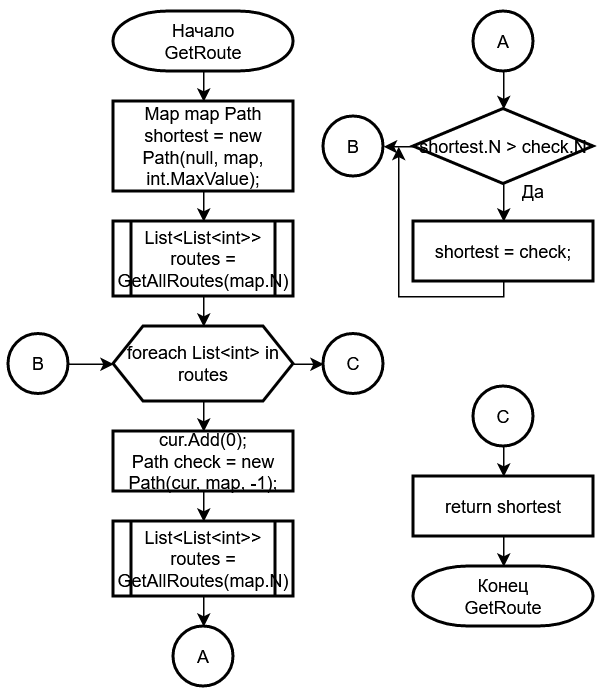 Начало
GetRoute
Map map Path
shortest = new
Path(null, map,
int.MaxValue);
List<List<int>>
routes =
GetAllRoutes(map.N)
B
foreach List<int> in
routes
C
cur.Add(0);
Path check = new
Path(cur, map, -1);
List<List<int>>
routes =
GetAllRoutes(map.N)
A
A
B
shortest.N > check.N
Да
shortest = check;
C
return shortest
Конец
GetRoute